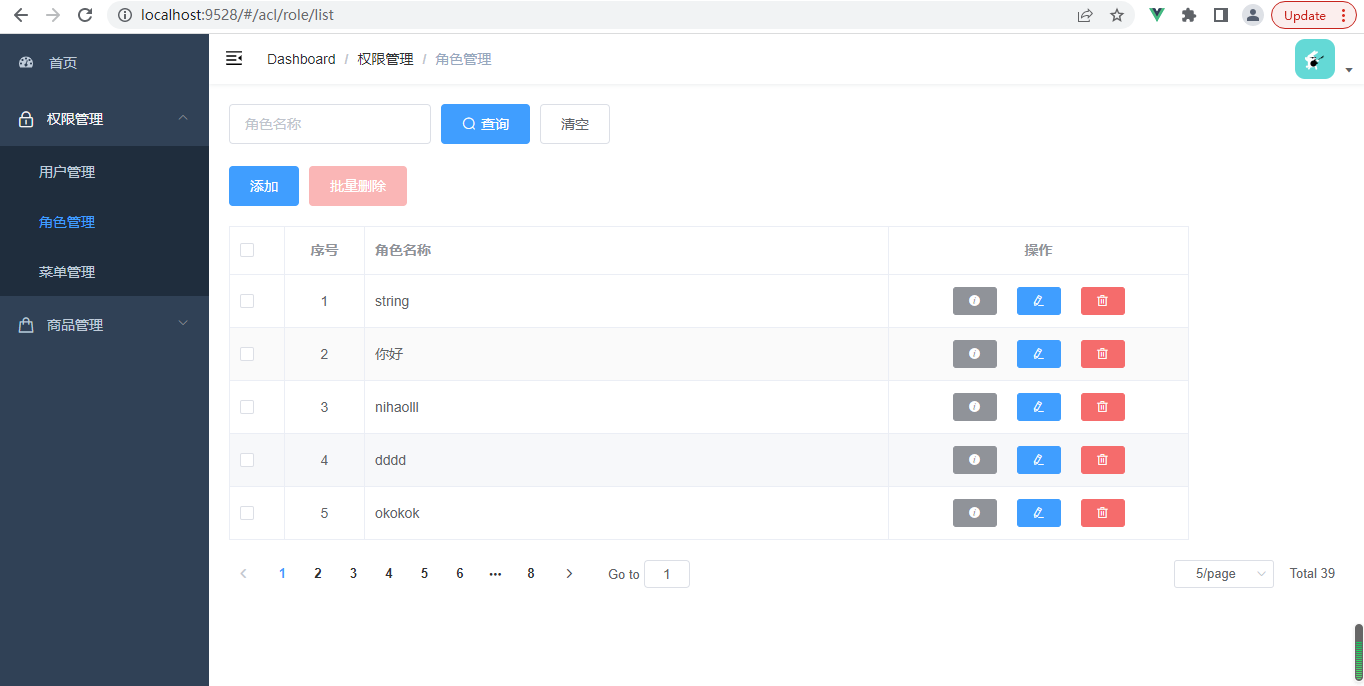 localhost:9528/#/acl/role/list Update
首页
权限管理
用户管理
角色管理
菜单管理
商品管理
Dashboard / 权限管理 / 角色管理
角色名称 查询 清空
添加 批量删除
序号 角色名称 操作
1 string
2 你好
3 nihaolll
4 dddd
5 okokok
1 2 3 4 5 6 ••• 8 Go to 1 5/page Total 39